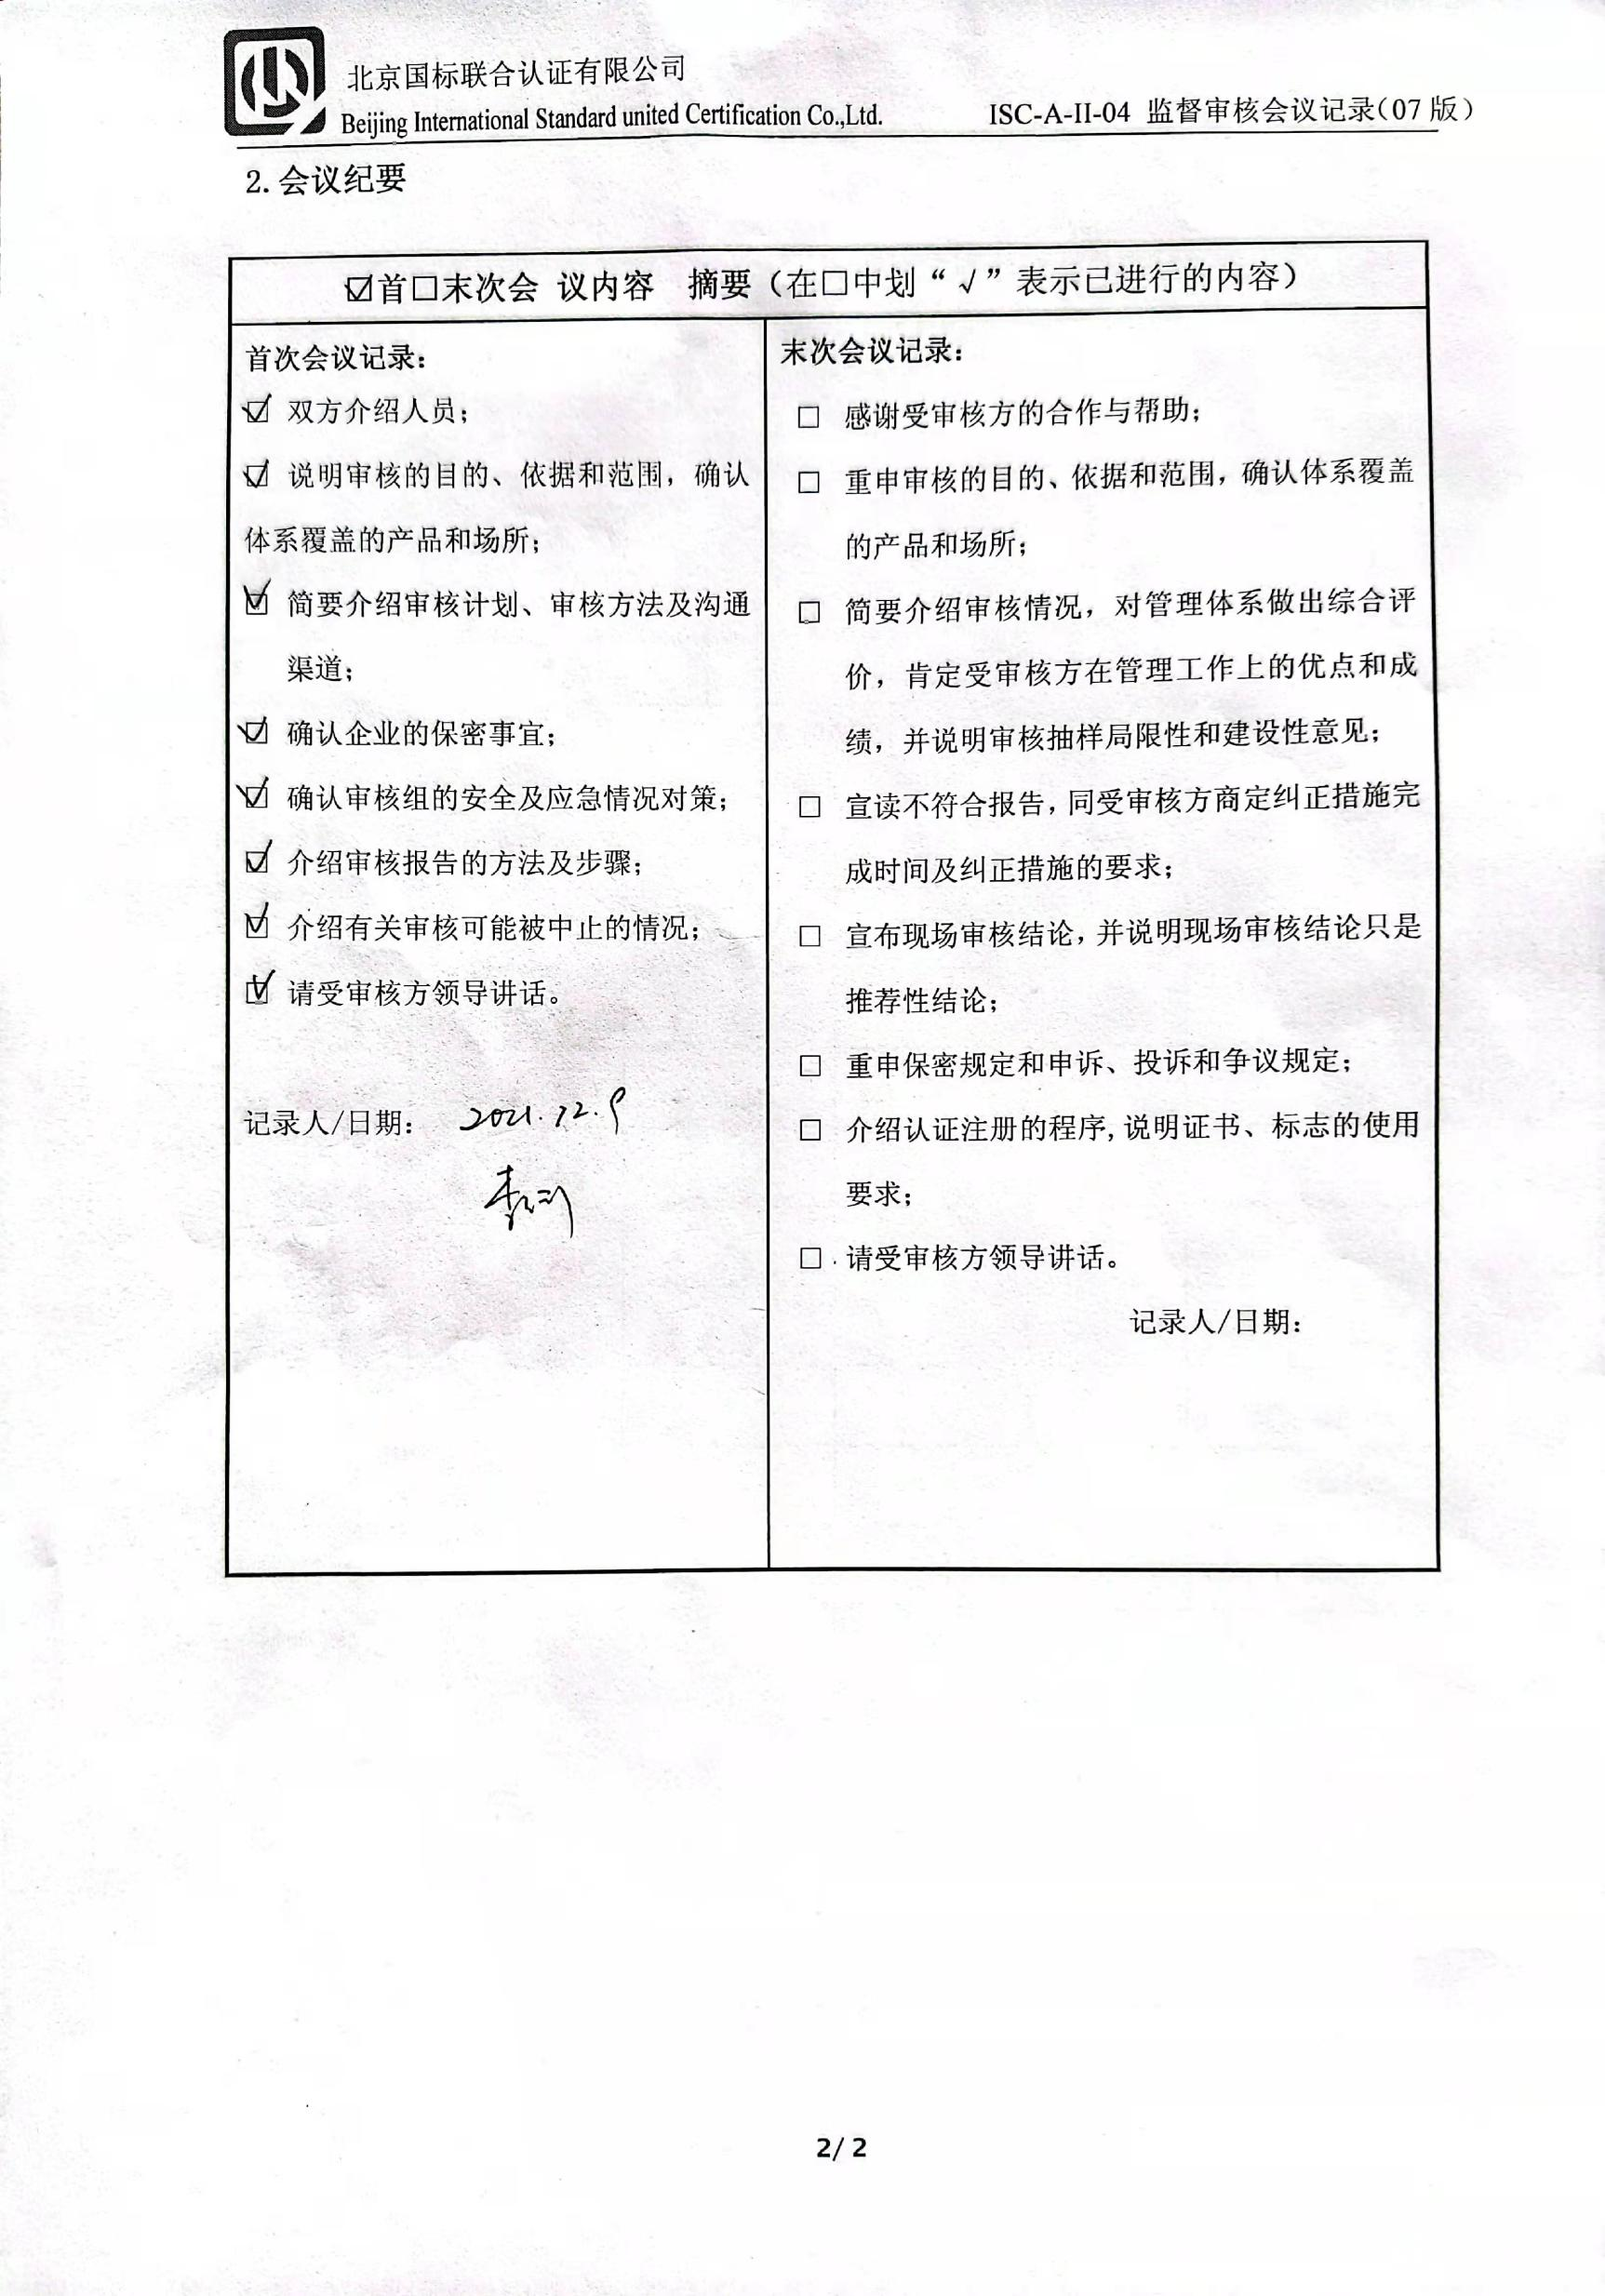 北京国标联合认证有限公司
Beijing International Standard united Certification Co.,Ltd.
ISC-A-II-04 监督审核会议记录(07版)
2.会议纪要
☑首□末次会 议内容 摘要(在□中划“√”表示已进行的内容)
首次会议记录:
☑ 双方介绍人员;
☑ 说明审核的目的、依据和范围,确认
体系覆盖的产品和场所;
☑ 简要介绍审核计划、审核方法及沟通
渠道;
☑ 确认企业的保密事宜;
☑ 确认审核组的安全及应急情况对策;
☑ 介绍审核报告的方法及步骤;
☑ 介绍有关审核可能被中止的情况;
☑ 请受审核方领导讲话。
记录人/日期: 2021.12.9
末次会议记录:
□ 感谢受审核方的合作与帮助;
□ 重申审核的目的、依据和范围,确认体系覆盖
的产品和场所;
□ 简要介绍审核情况,对管理体系做出综合评
价,肯定受审核方在管理工作上的优点和成
绩,并说明审核抽样局限性和建设性意见;
□ 宣读不符合报告,同受审核方商定纠正措施完
成时间及纠正措施的要求;
□ 宣布现场审核结论,并说明现场审核结论只是
推荐性结论;
□ 重申保密规定和申诉、投诉和争议规定;
□ 介绍认证注册的程序,说明证书、标志的使用
要求;
□ 请受审核方领导讲话。
记录人/日期:
2/ 2